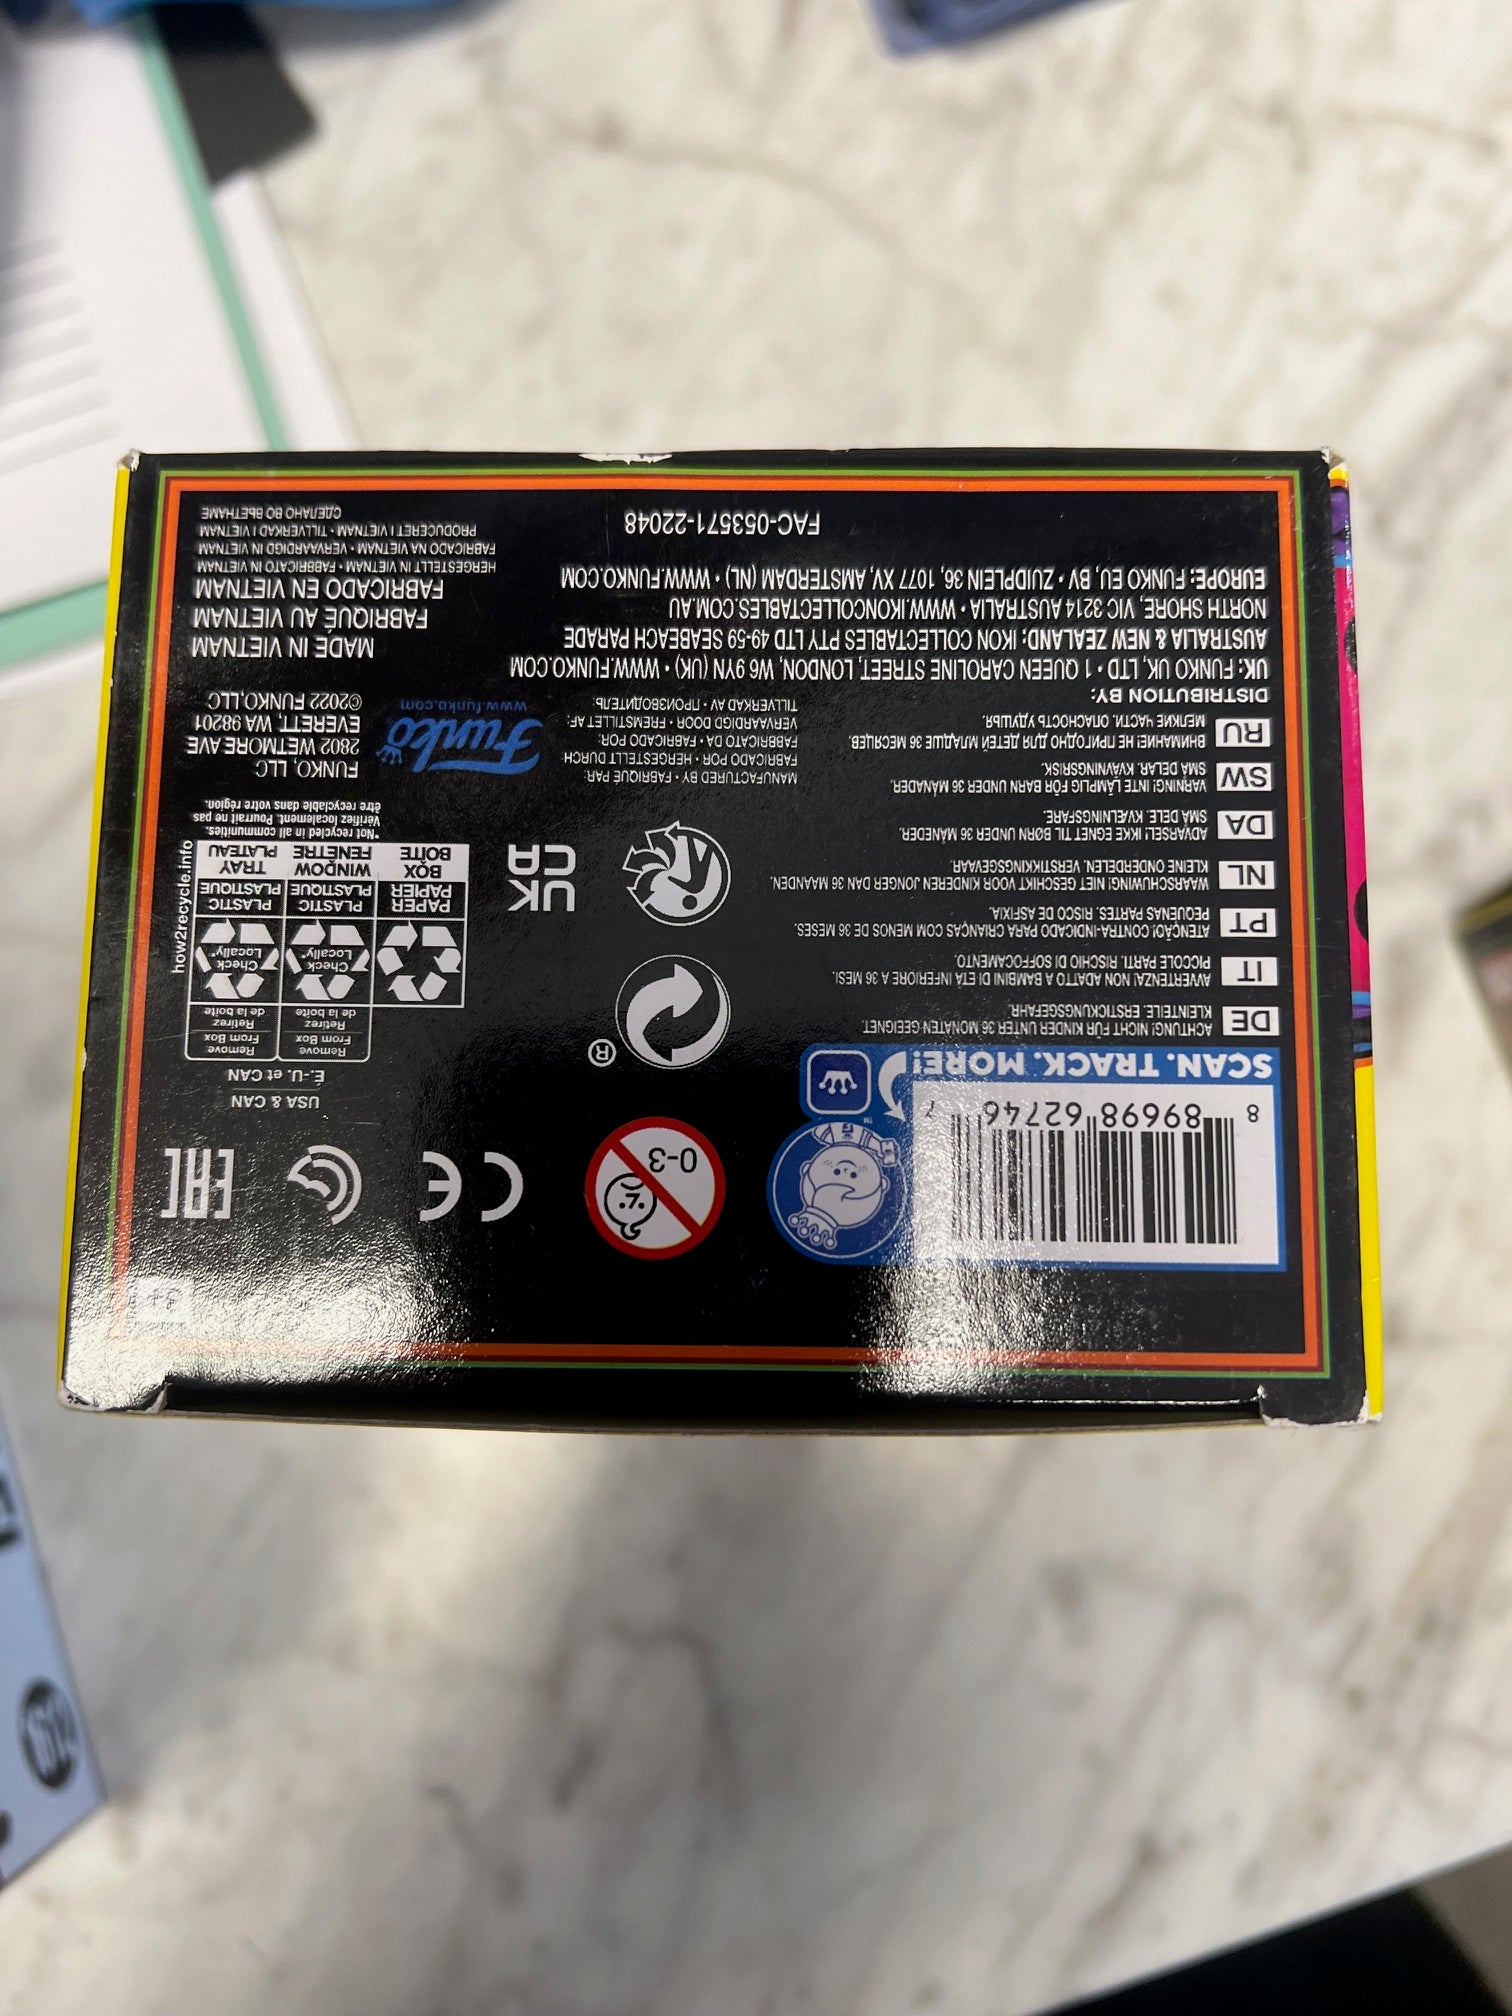 3+
8 89698 62746 7
SCAN. TRACK. MORE!
TM
0-3
CE
EAC
USA & CAN
É.-U. et CAN
Remove
From Box
Retirez
de la boîte
Remove
From Box
Retirez
de la boîte
Check
Locally*
Check
Locally*
PAPER
PAPIER
PLASTIC
PLASTIQUE
PLASTIC
PLASTIQUE
BOX
BOÎTE
WINDOW
FENÊTRE
TRAY
PLATEAU
how2recycle.info
*Not recycled in all communities.
Vérifiez localement. Pourrait ne pas
être recyclable dans votre région.
®
UK
CA
DE
ACHTUNG! NICHT FÜR KINDER UNTER 36 MONATEN GEEIGNET.
KLEINTEILE. ERSTICKUNGSGEFAHR.
IT
AVVERTENZA! NON ADATTO A BAMBINI DI ETÀ INFERIORE A 36 MESI.
PICCOLE PARTI. RISCHIO DI SOFFOCAMENTO.
PT
ATENÇÃO! CONTRA-INDICADO PARA CRIANÇAS COM MENOS DE 36 MESES.
PEQUENAS PARTES. RISCO DE ASFIXIA.
NL
WAARSCHUWING! NIET GESCHIKT VOOR KINDEREN JONGER DAN 36 MAANDEN.
KLEINE ONDERDELEN. VERSTIKKINGSGEVAAR.
DA
ADVARSEL! IKKE EGNET TIL BØRN UNDER 36 MÅNEDER.
SMÅ DELE. KVÆLNINGSFARE.
SW
VARNING! INTE LÄMPLIG FÖR BARN UNDER 36 MÅNADER.
SMÅ DELAR. KVÄVNINGSRISK.
RU
ВНИМАНИЕ! НЕ ПРИГОДНО ДЛЯ ДЕТЕЙ МЛАДШЕ 36 МЕСЯЦЕВ.
МЕЛКИЕ ЧАСТИ. ОПАСНОСТЬ УДУШЬЯ.
MANUFACTURED BY • FABRIQUÉ PAR:
FABRICADO POR • HERGESTELLT DURCH
FABBRICATO DA • FABRICADO POR:
VERVAARDIGD DOOR • FREMSTILLET AF:
TILLVERKAD AV • ПРОИЗВОДИТЕЛЬ:
Funko
www.funko.com
FUNKO, LLC
2802 WETMORE AVE
EVERETT, WA 98201
©2022 FUNKO,LLC
DISTRIBUTION BY:
UK: FUNKO UK, LTD • 1 QUEEN CAROLINE STREET, LONDON, W6 9YN (UK) • WWW.FUNKO.COM
AUSTRALIA & NEW ZEALAND: IKON COLLECTABLES PTY LTD 49-59 SEABEACH PARADE
NORTH SHORE, VIC 3214 AUSTRALIA • WWW.IKONCOLLECTABLES.COM.AU
EUROPE: FUNKO EU, BV • ZUIDPLEIN 36, 1077 XV, AMSTERDAM (NL) • WWW.FUNKO.COM
MADE IN VIETNAM
FABRIQUÉ AU VIETNAM
FABRICADO EN VIETNAM
HERGESTELLT IN VIETNAM • FABBRICATO IN VIETNAM
FABRICADO NA VIETNAM • VERVAARDIGD IN VIETNAM
PRODUCERET I VIETNAM • TILLVERKAD I VIETNAM
СДЕЛАНО ВО ВЬЕТНАМЕ
FAC-053571-22048